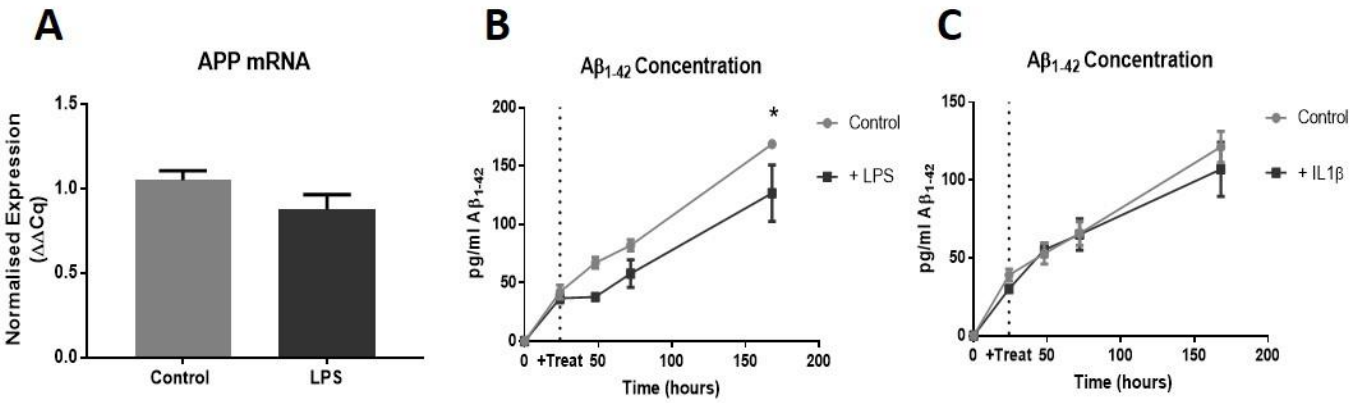 A
APP mRNA
Normalised Expression
(ΔΔCq)
1.5
1.0
0.5
0.0
Control
LPS
B
Aβ1-42 Concentration
pg/ml Aβ1-42
200
150
100
50
0
*
Control
+ LPS
0 +Treat 50 100 150 200
Time (hours)
C
Aβ1-42 Concentration
pg/ml Aβ1-42
150
100
50
0
Control
+ IL1β
0 +Treat 50 100 150 200
Time (hours)